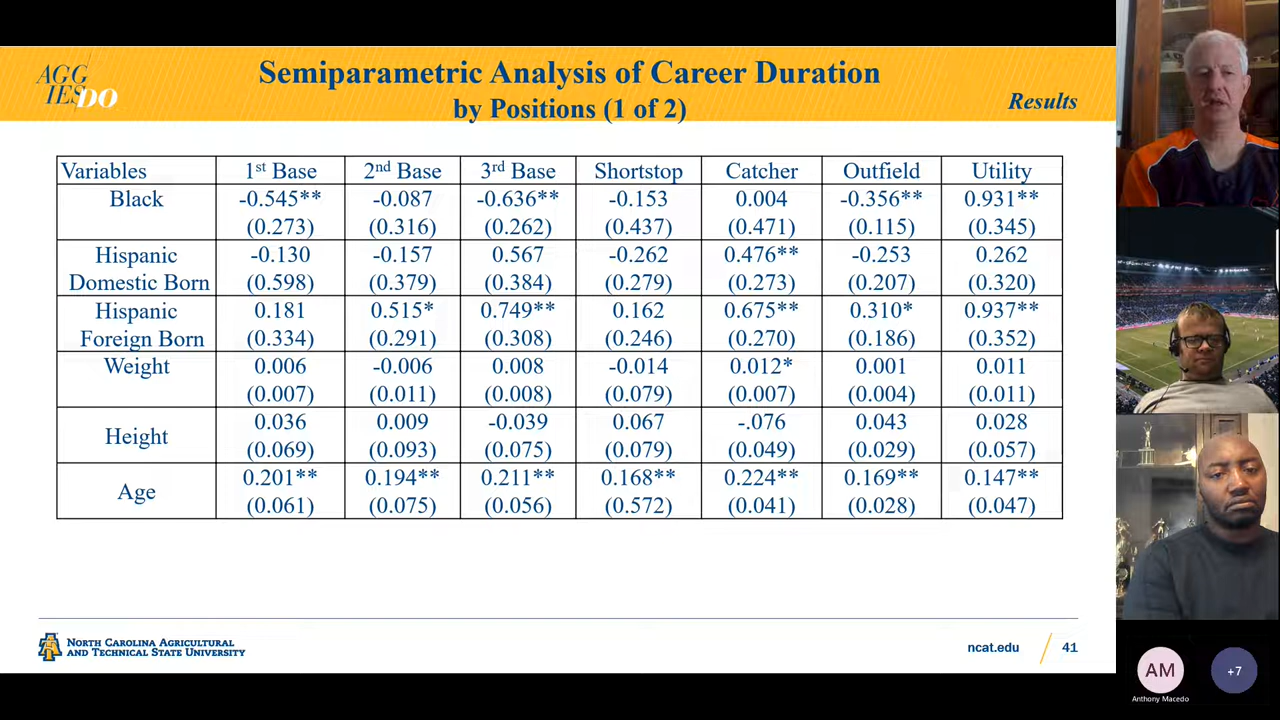 AGG
IES DO
Semiparametric Analysis of Career Duration
by Positions (1 of 2)
Results
Variables 1st Base 2nd Base 3rd Base Shortstop Catcher Outfield Utility
Black -0.545** -0.087 -0.636** -0.153 0.004 -0.356** 0.931**
(0.273) (0.316) (0.262) (0.437) (0.471) (0.115) (0.345)
Hispanic -0.130 -0.157 0.567 -0.262 0.476** -0.253 0.262
Domestic Born (0.598) (0.379) (0.384) (0.279) (0.273) (0.207) (0.320)
Hispanic 0.181 0.515* 0.749** 0.162 0.675** 0.310* 0.937**
Foreign Born (0.334) (0.291) (0.308) (0.246) (0.270) (0.186) (0.352)
Weight 0.006 -0.006 0.008 -0.014 0.012* 0.001 0.011
(0.007) (0.011) (0.008) (0.079) (0.007) (0.004) (0.011)
Height 0.036 0.009 -0.039 0.067 -.076 0.043 0.028
(0.069) (0.093) (0.075) (0.079) (0.049) (0.029) (0.057)
Age 0.201** 0.194** 0.211** 0.168** 0.224** 0.169** 0.147**
(0.061) (0.075) (0.056) (0.572) (0.041) (0.028) (0.047)
NORTH CAROLINA AGRICULTURAL
AND TECHNICAL STATE UNIVERSITY
ncat.edu 41
AM
+7
Anthony Macedo